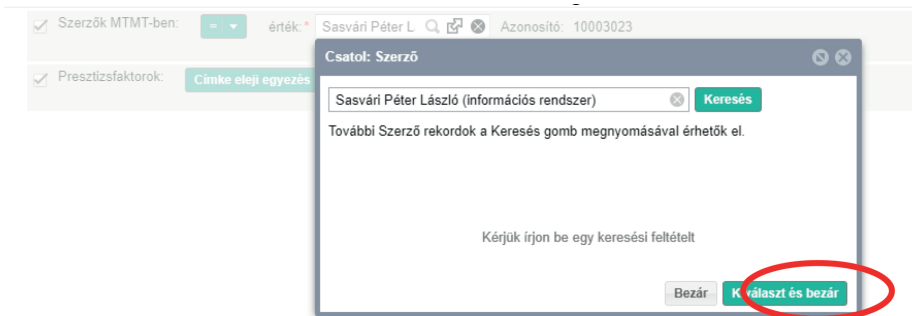 Szerzők MTMT-ben: = érték:* Sasvári Péter L Azonosító: 10003023
Csatol: Szerző
Presztízsfaktorok: Címke eleji egyezés
Sasvári Péter László (információs rendszer) Keresés
További Szerző rekordok a Keresés gomb megnyomásával érhetők el.
Kérjük írjon be egy keresési feltételt
Bezár Kiválaszt és bezár